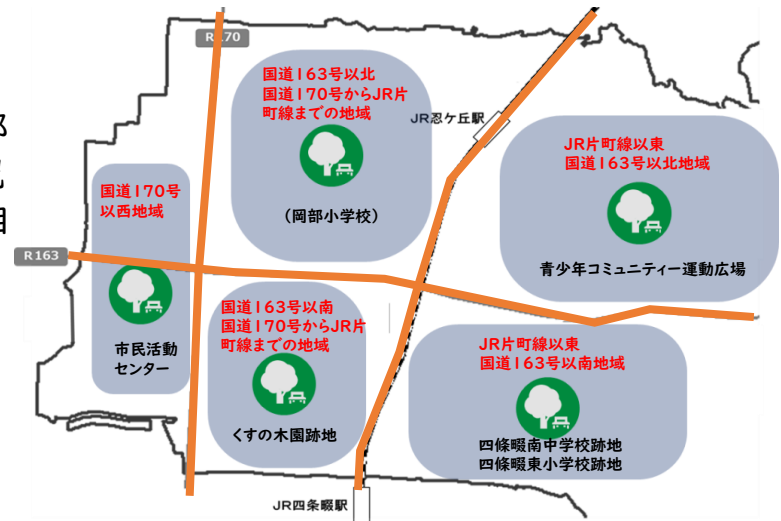 R170
国道163号以北
国道170号からJR片
町線までの地域
(岡部小学校)
JR忍ケ丘駅
JR片町線以東
国道163号以北地域
青少年コミュニティー運動広場
国道170号
以西地域
R163
市民活動
センター
国道163号以南
国道170号からJR片
町線までの地域
くすの木園跡地
JR片町線以東
国道163号以南地域
四條畷南中学校跡地
四條畷東小学校跡地
JR四条畷駅